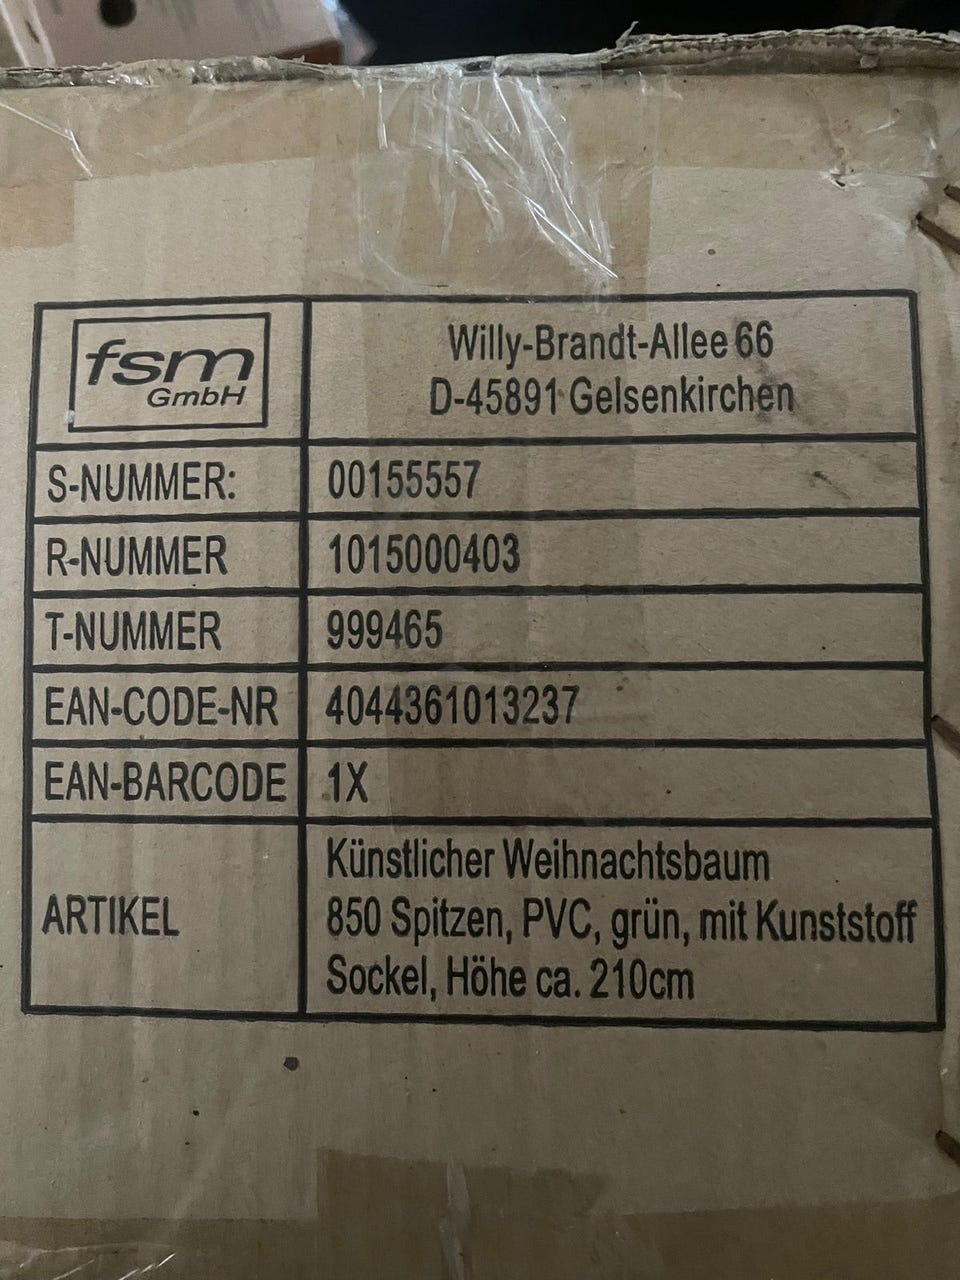 fsm
GmbH
Willy-Brandt-Allee 66
D-45891 Gelsenkirchen
S-NUMMER: 00155557
R-NUMMER 1015000403
T-NUMMER 999465
EAN-CODE-NR 4044361013237
EAN-BARCODE 1X
ARTIKEL
Künstlicher Weihnachtsbaum
850 Spitzen, PVC, grün, mit Kunststoff
Sockel, Höhe ca. 210cm